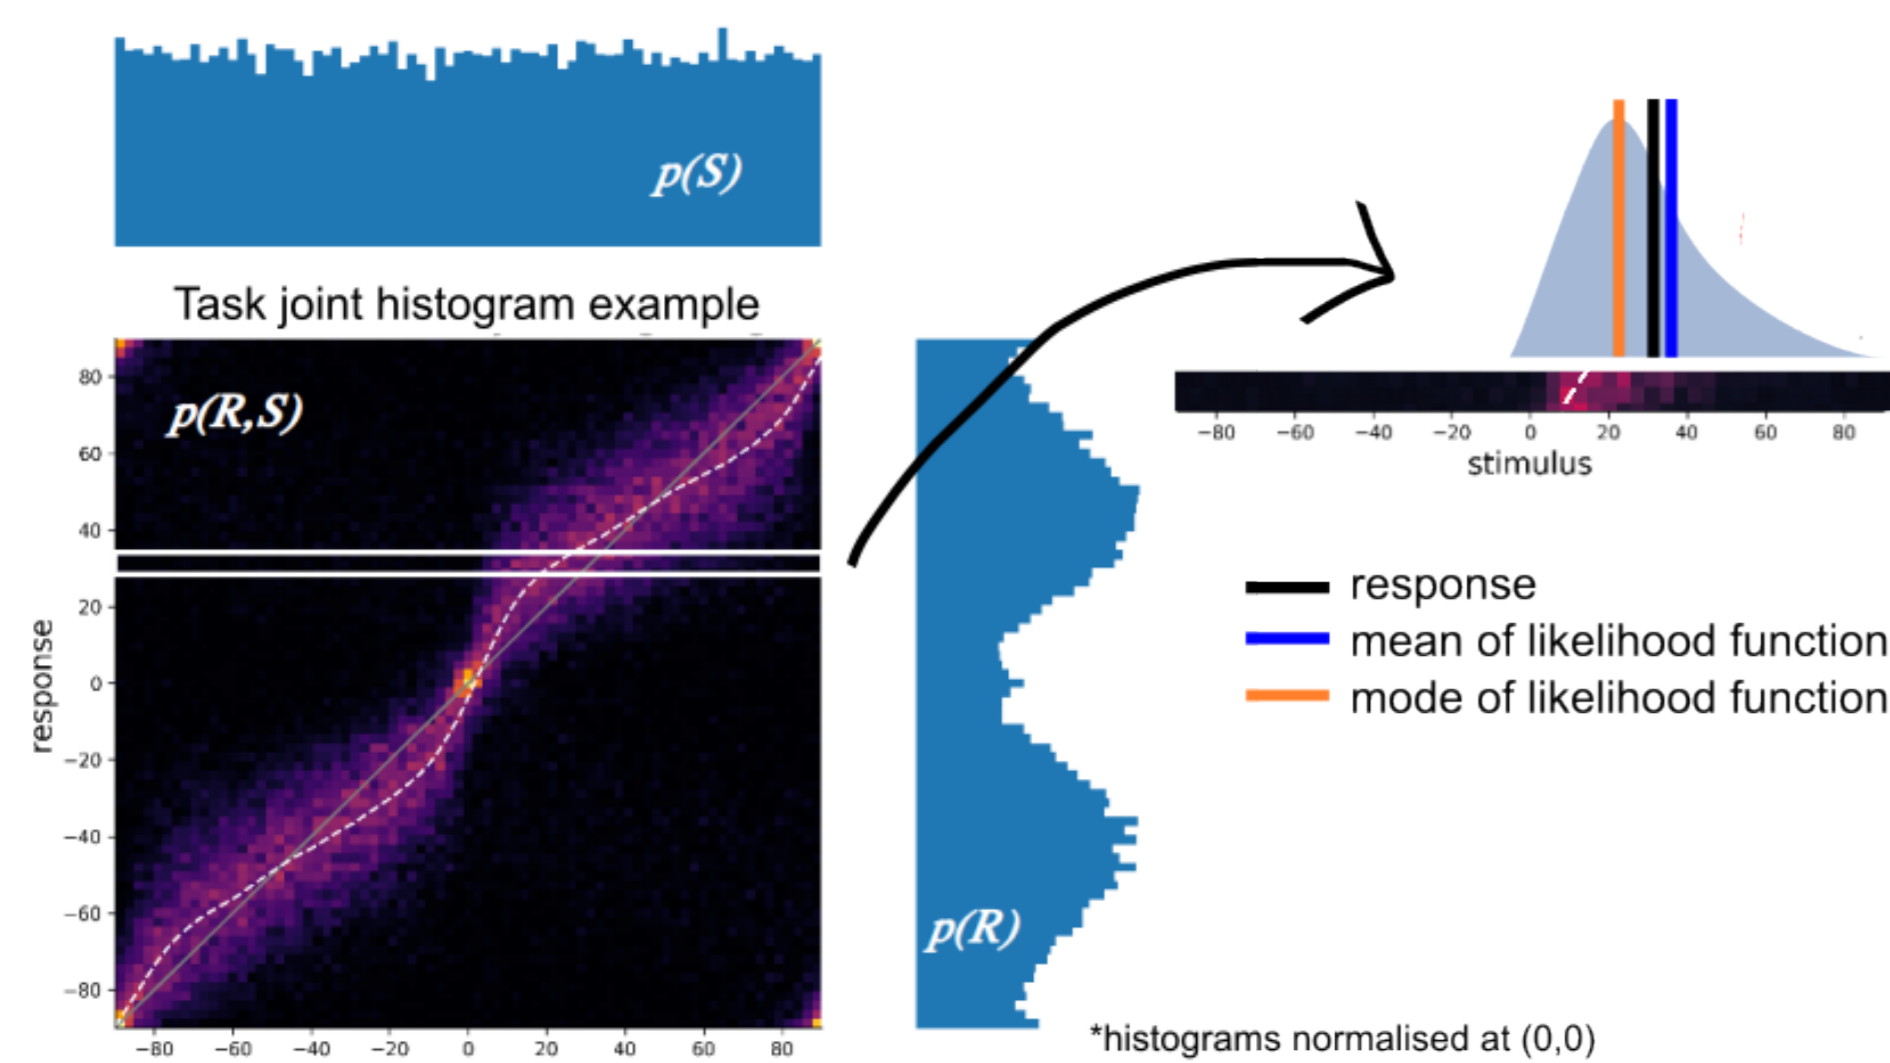 p(S)
Task joint histogram example
p(R,S)
80
60
40
20
0
−20
−40
−60
−80
response
−80 −60 −40 −20 0 20 40 60 80
p(R)
−80 −60 −40 −20 0 20 40 60 80
stimulus
response
mean of likelihood function
mode of likelihood function
*histograms normalised at (0,0)